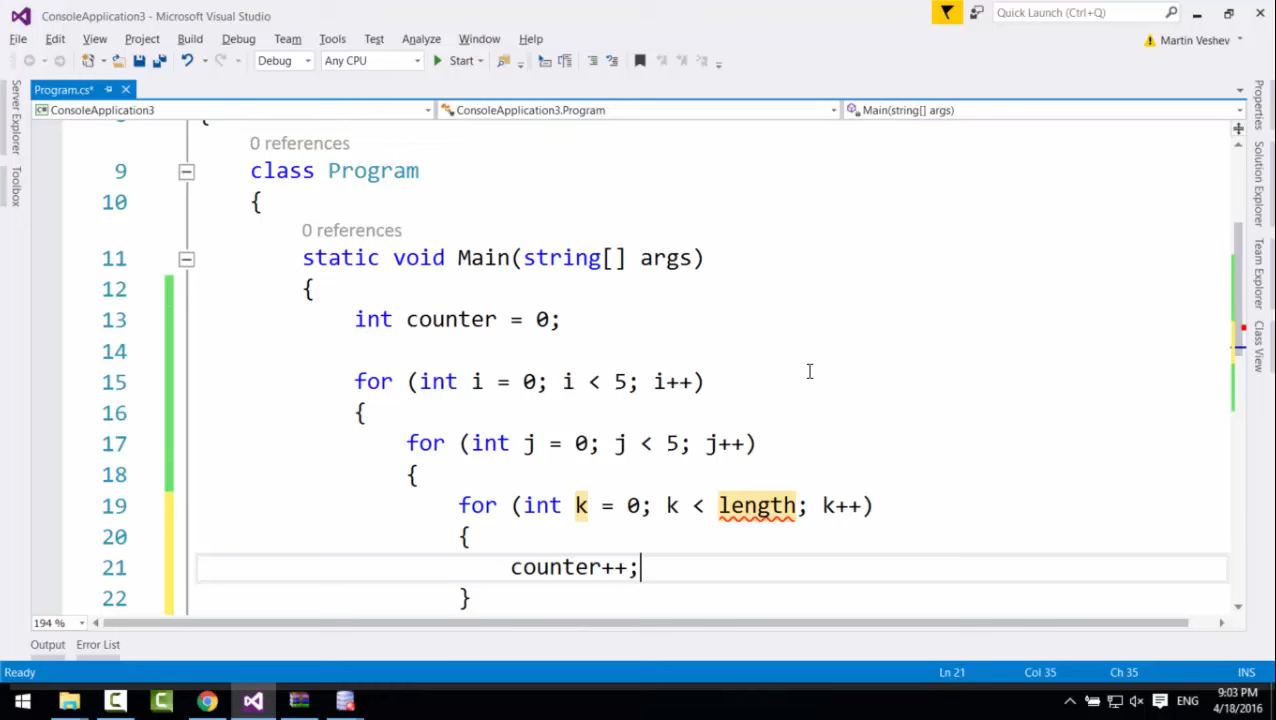 ConsoleApplication3 - Microsoft Visual Studio
Quick Launch (Ctrl+Q)
File Edit View Project Build Debug Team Tools Test Analyze Window Help
Martin Veshev
Debug Any CPU Start
Program.cs*
ConsoleApplication3 ConsoleApplication3.Program Main(string[] args)
Server Explorer
Toolbox
Properties
Solution Explorer
Team Explorer
Class View
{
0 references
9 class Program
10 {
0 references
11 static void Main(string[] args)
12 {
13 int counter = 0;
14
15 for (int i = 0; i < 5; i++)
16 {
17 for (int j = 0; j < 5; j++)
18 {
19 for (int k = 0; k < length; k++)
20 {
21 counter++;
22 }
194 %
Output Error List
Ready Ln 21 Col 35 Ch 35 INS
ENG
9:03 PM
4/18/2016